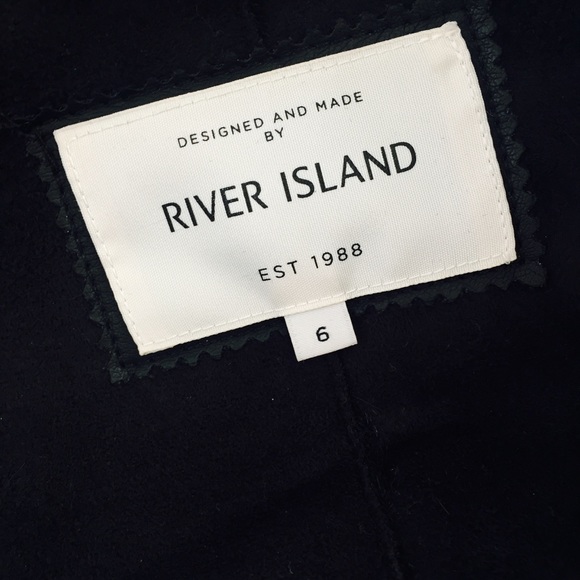 DESIGNED AND MADE
BY
RIVER ISLAND
EST 1988
6